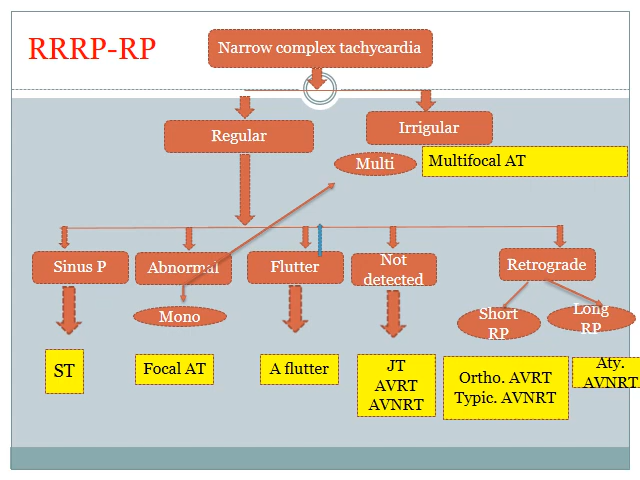 RRRP-RP
Narrow complex tachycardia
Regular
Irrigular
Multi
Multifocal AT
Sinus P
Abnormal
Flutter
Not
detected
Retrograde
Mono
Short
RP
Long
RP
ST
Focal AT
A flutter
JT
AVRT
AVNRT
Ortho. AVRT
Typic. AVNRT
Aty.
AVNRT